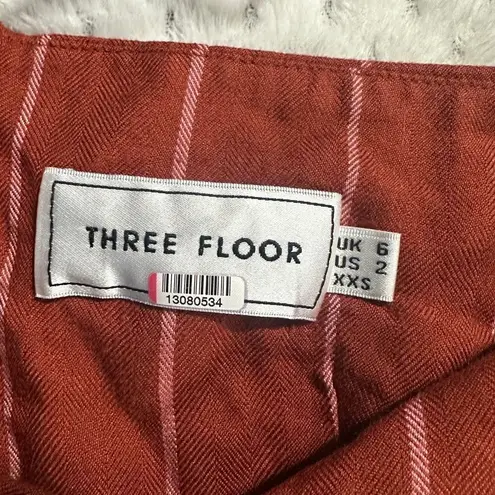 THREE FLOOR
13080534
UK 6
US 2
XXS